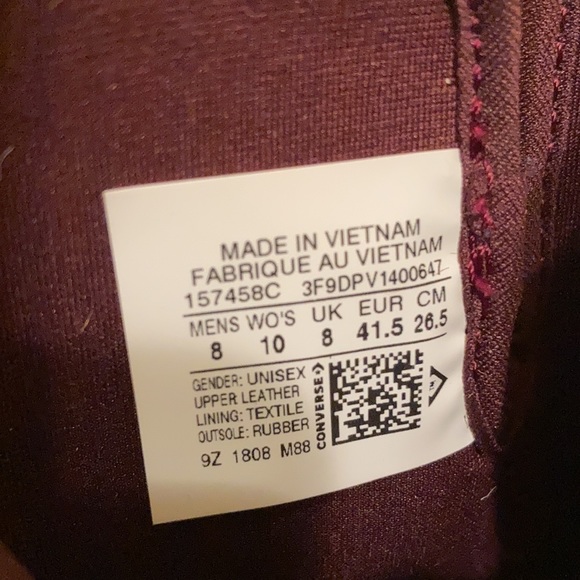 MADE IN VIETNAM
FABRIQUE AU VIETNAM
157458C 3F9DPV1400647
MENS WO'S UK EUR CM
8 10 8 41.5 26.5
GENDER: UNISEX
UPPER LEATHER
LINING: TEXTILE
OUTSOLE: RUBBER
9Z 1808 M88
CONVERSE